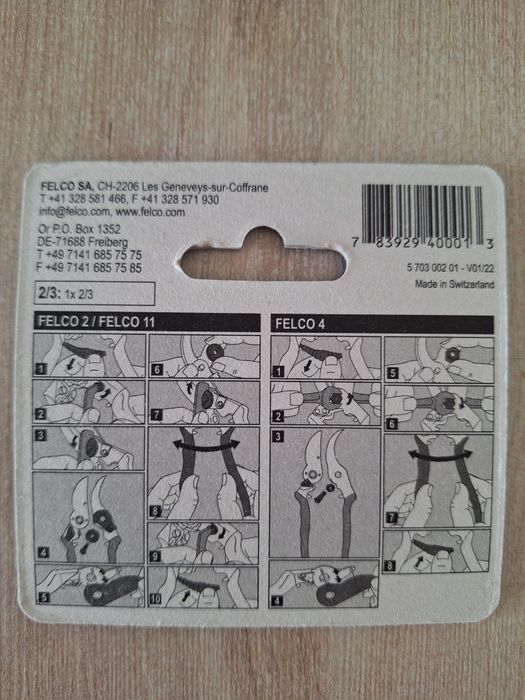 FELCO SA, CH-2206 Les Geneveys-sur-Coffrane
T +41 328 581 466, F +41 328 571 930
info@felco.com, www.felco.com
Or P.O. Box 1352
DE-71688 Freiberg
T +49 7141 685 75 75
F +49 7141 685 75 85
2/3: 1x 2/3
7 83929 40001 3
5 703 002 01 - V01/22
Made in Switzerland
FELCO 2 / FELCO 11
1
2
3
4
5
6
7
8
9
10
FELCO 4
1
2
3
4
5
6
7
8